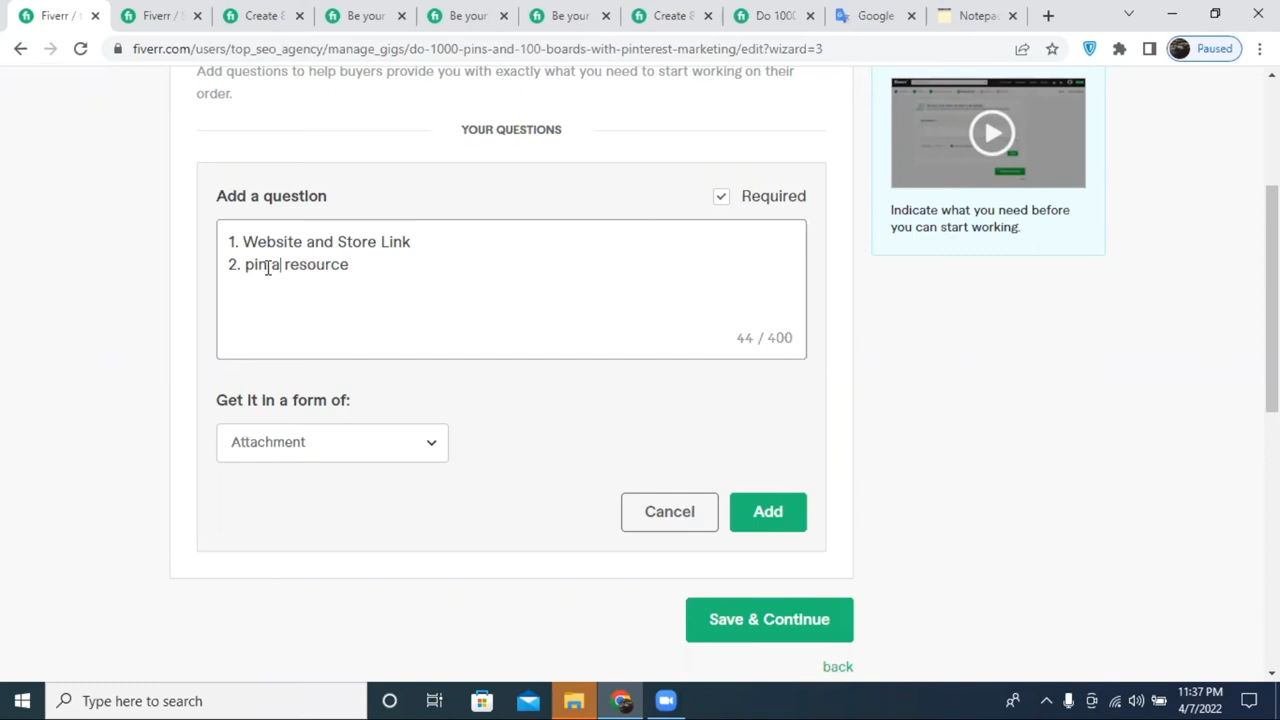 Fiverr /
Fiverr / E
Create &
Be your
Be your
Be your
Create &
Do 1000
Google
Notepa
fiverr.com/users/top_seo_agency/manage_gigs/do-1000-pins-and-100-boards-with-pinterest-marketing/edit?wizard=3
Paused
Add questions to help buyers provide you with exactly what you need to start working on their
order.
YOUR QUESTIONS
Add a question
Required
1. Website and Store Link
2. pin a resource
44 / 400
Get it in a form of:
Attachment
Cancel
Add
Indicate what you need before
you can start working.
Save & Continue
back
Type here to search
11:37 PM
4/7/2022